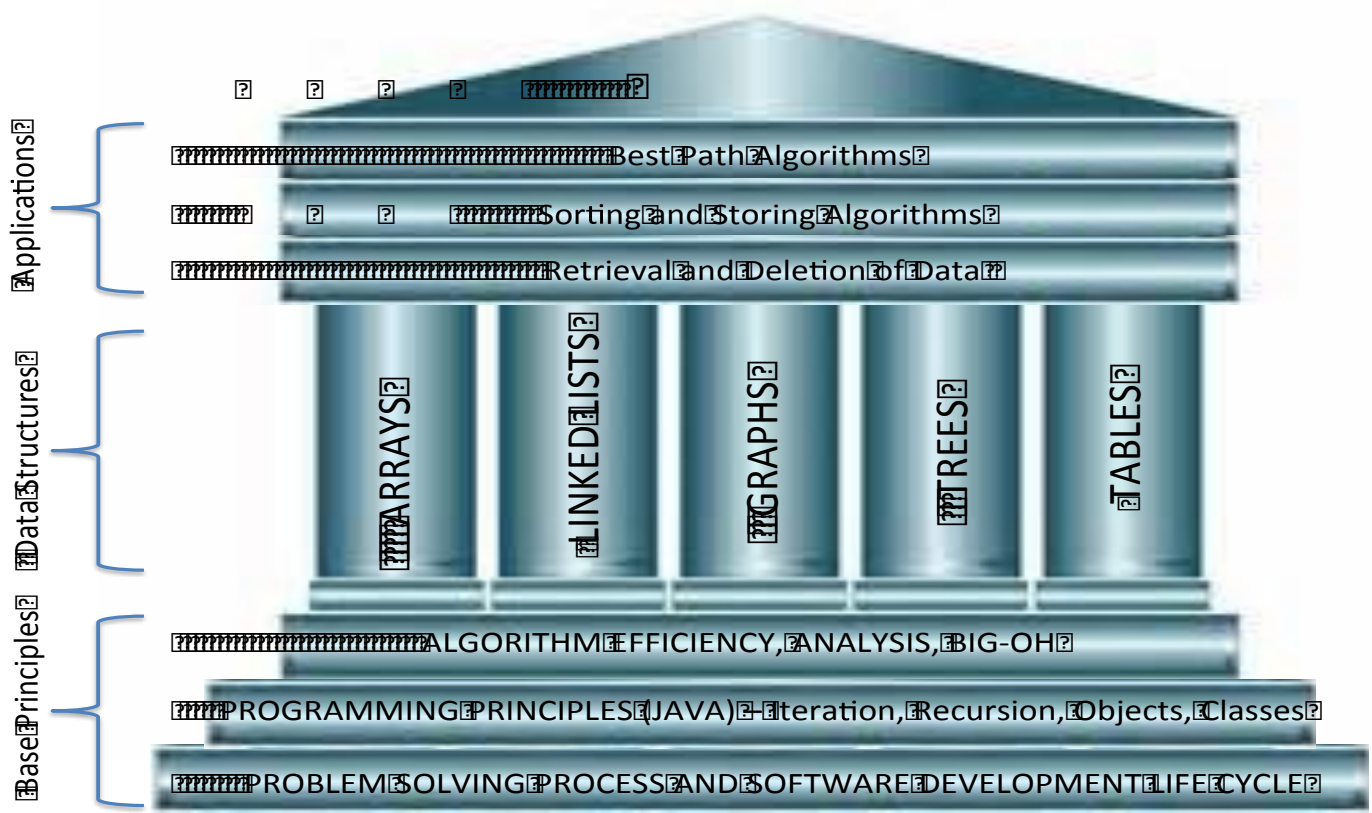 Applications
Best Path Algorithms
Sorting and Storing Algorithms
Retrieval and Deletion of Data
Data Structures
ARRAYS
LINKED LISTS
GRAPHS
TREES
TABLES
Base Principles
ALGORITHM EFFICIENCY, ANALYSIS, BIG-OH
PROGRAMMING PRINCIPLES (JAVA) – Iteration, Recursion, Objects, Classes
PROBLEM SOLVING PROCESS AND SOFTWARE DEVELOPMENT LIFE CYCLE